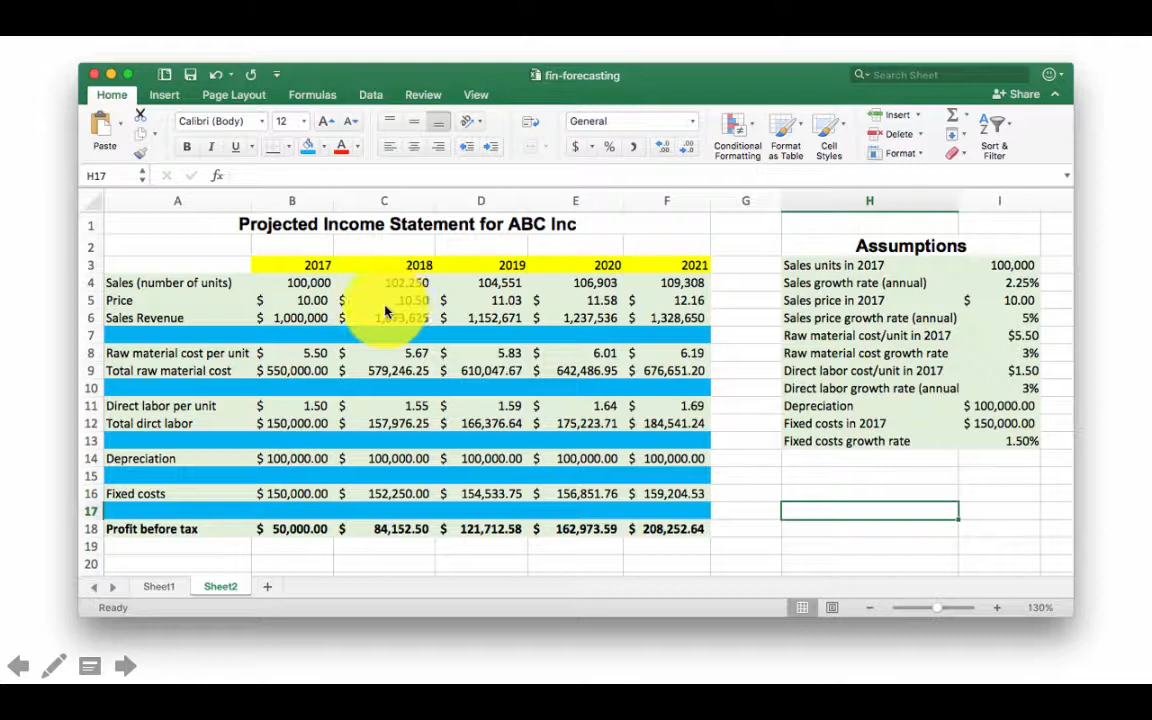 fin-forecasting
Search Sheet
Home Insert Page Layout Formulas Data Review View
Share
Paste
Calibri (Body) 12 A A
General
B I U A
$ %
Conditional Formatting
Format as Table
Cell Styles
Insert
Delete
Format
Sort & Filter
H17 fx
A B C D E F G H I
1 Projected Income Statement for ABC Inc
2 Assumptions
3 2017 2018 2019 2020 2021 Sales units in 2017 100,000
4 Sales (number of units) 100,000 102,250 104,551 106,903 109,308 Sales growth rate (annual) 2.25%
5 Price $ 10.00 $ 10.50 $ 11.03 $ 11.58 $ 12.16 Sales price in 2017 $ 10.00
6 Sales Revenue $ 1,000,000 $ 1,073,625 $ 1,152,671 $ 1,237,536 $ 1,328,650 Sales price growth rate (annual) 5%
7 Raw material cost/unit in 2017 $5.50
8 Raw material cost per unit $ 5.50 $ 5.67 $ 5.83 $ 6.01 $ 6.19 Raw material cost growth rate 3%
9 Total raw material cost $ 550,000.00 $ 579,246.25 $ 610,047.67 $ 642,486.95 $ 676,651.20 Direct labor cost/unit in 2017 $1.50
10 Direct labor growth rate (annual 3%
11 Direct labor per unit $ 1.50 $ 1.55 $ 1.59 $ 1.64 $ 1.69 Depreciation $ 100,000.00
12 Total dirct labor $ 150,000.00 $ 157,976.25 $ 166,376.64 $ 175,223.71 $ 184,541.24 Fixed costs in 2017 $ 150,000.00
13 Fixed costs growth rate 1.50%
14 Depreciation $ 100,000.00 $ 100,000.00 $ 100,000.00 $ 100,000.00 $ 100,000.00
15
16 Fixed costs $ 150,000.00 $ 152,250.00 $ 154,533.75 $ 156,851.76 $ 159,204.53
17
18 Profit before tax $ 50,000.00 $ 84,152.50 $ 121,712.58 $ 162,973.59 $ 208,252.64
19
20
Sheet1 Sheet2 +
Ready 130%